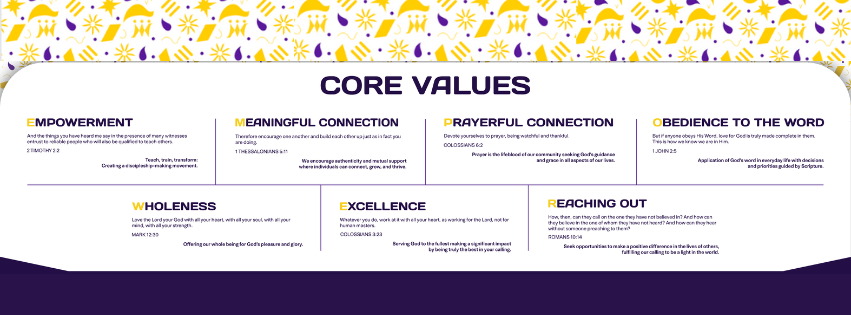 CORE VALUES
EMPOWERMENT
And the things you have heard me say in the presence of many witnesses
entrust to reliable people who will also be qualified to teach others.
2 TIMOTHY 2:2
Teach, train, transform:
Creating a discipleship-making movement.
MEANINGFUL CONNECTION
Therefore encourage one another and build each other up just as in fact you
are doing.
1 THESSALONIANS 5:11
We encourage authenticity and mutual support
where individuals can connect, grow, and thrive.
PRAYERFUL CONNECTION
Devote yourselves to prayer, being watchful and thankful.
COLOSSIANS 6:2
Prayer is the lifeblood of our community seeking God's guidance
and grace in all aspects of our lives.
OBEDIENCE TO THE WORD
But if anyone obeys His Word, love for God is truly made complete in them.
This is how we know we are in Him.
1 JOHN 2:5
Application of God's word in everyday life with decisions
and priorities guided by Scripture.
WHOLENESS
Love the Lord your God with all your heart, with all your soul, with all your
mind, with all your strength.
MARK 12:30
Offering our whole being for God's pleasure and glory.
EXCELLENCE
Whatever you do, work at it with all your heart, as working for the Lord, not for
human masters.
COLOSSIANS 3:23
Serving God to the fullest making a significant impact
by being truly the best in your calling.
REACHING OUT
How, then, can they call on the one they have not believed in? And how can
they believe in the one of whom they have not heard? And how can they hear
without someone preaching to them?
ROMANS 10:14
Seek opportunities to make a positive difference in the lives of others,
fulfilling our calling to be a light in the world.